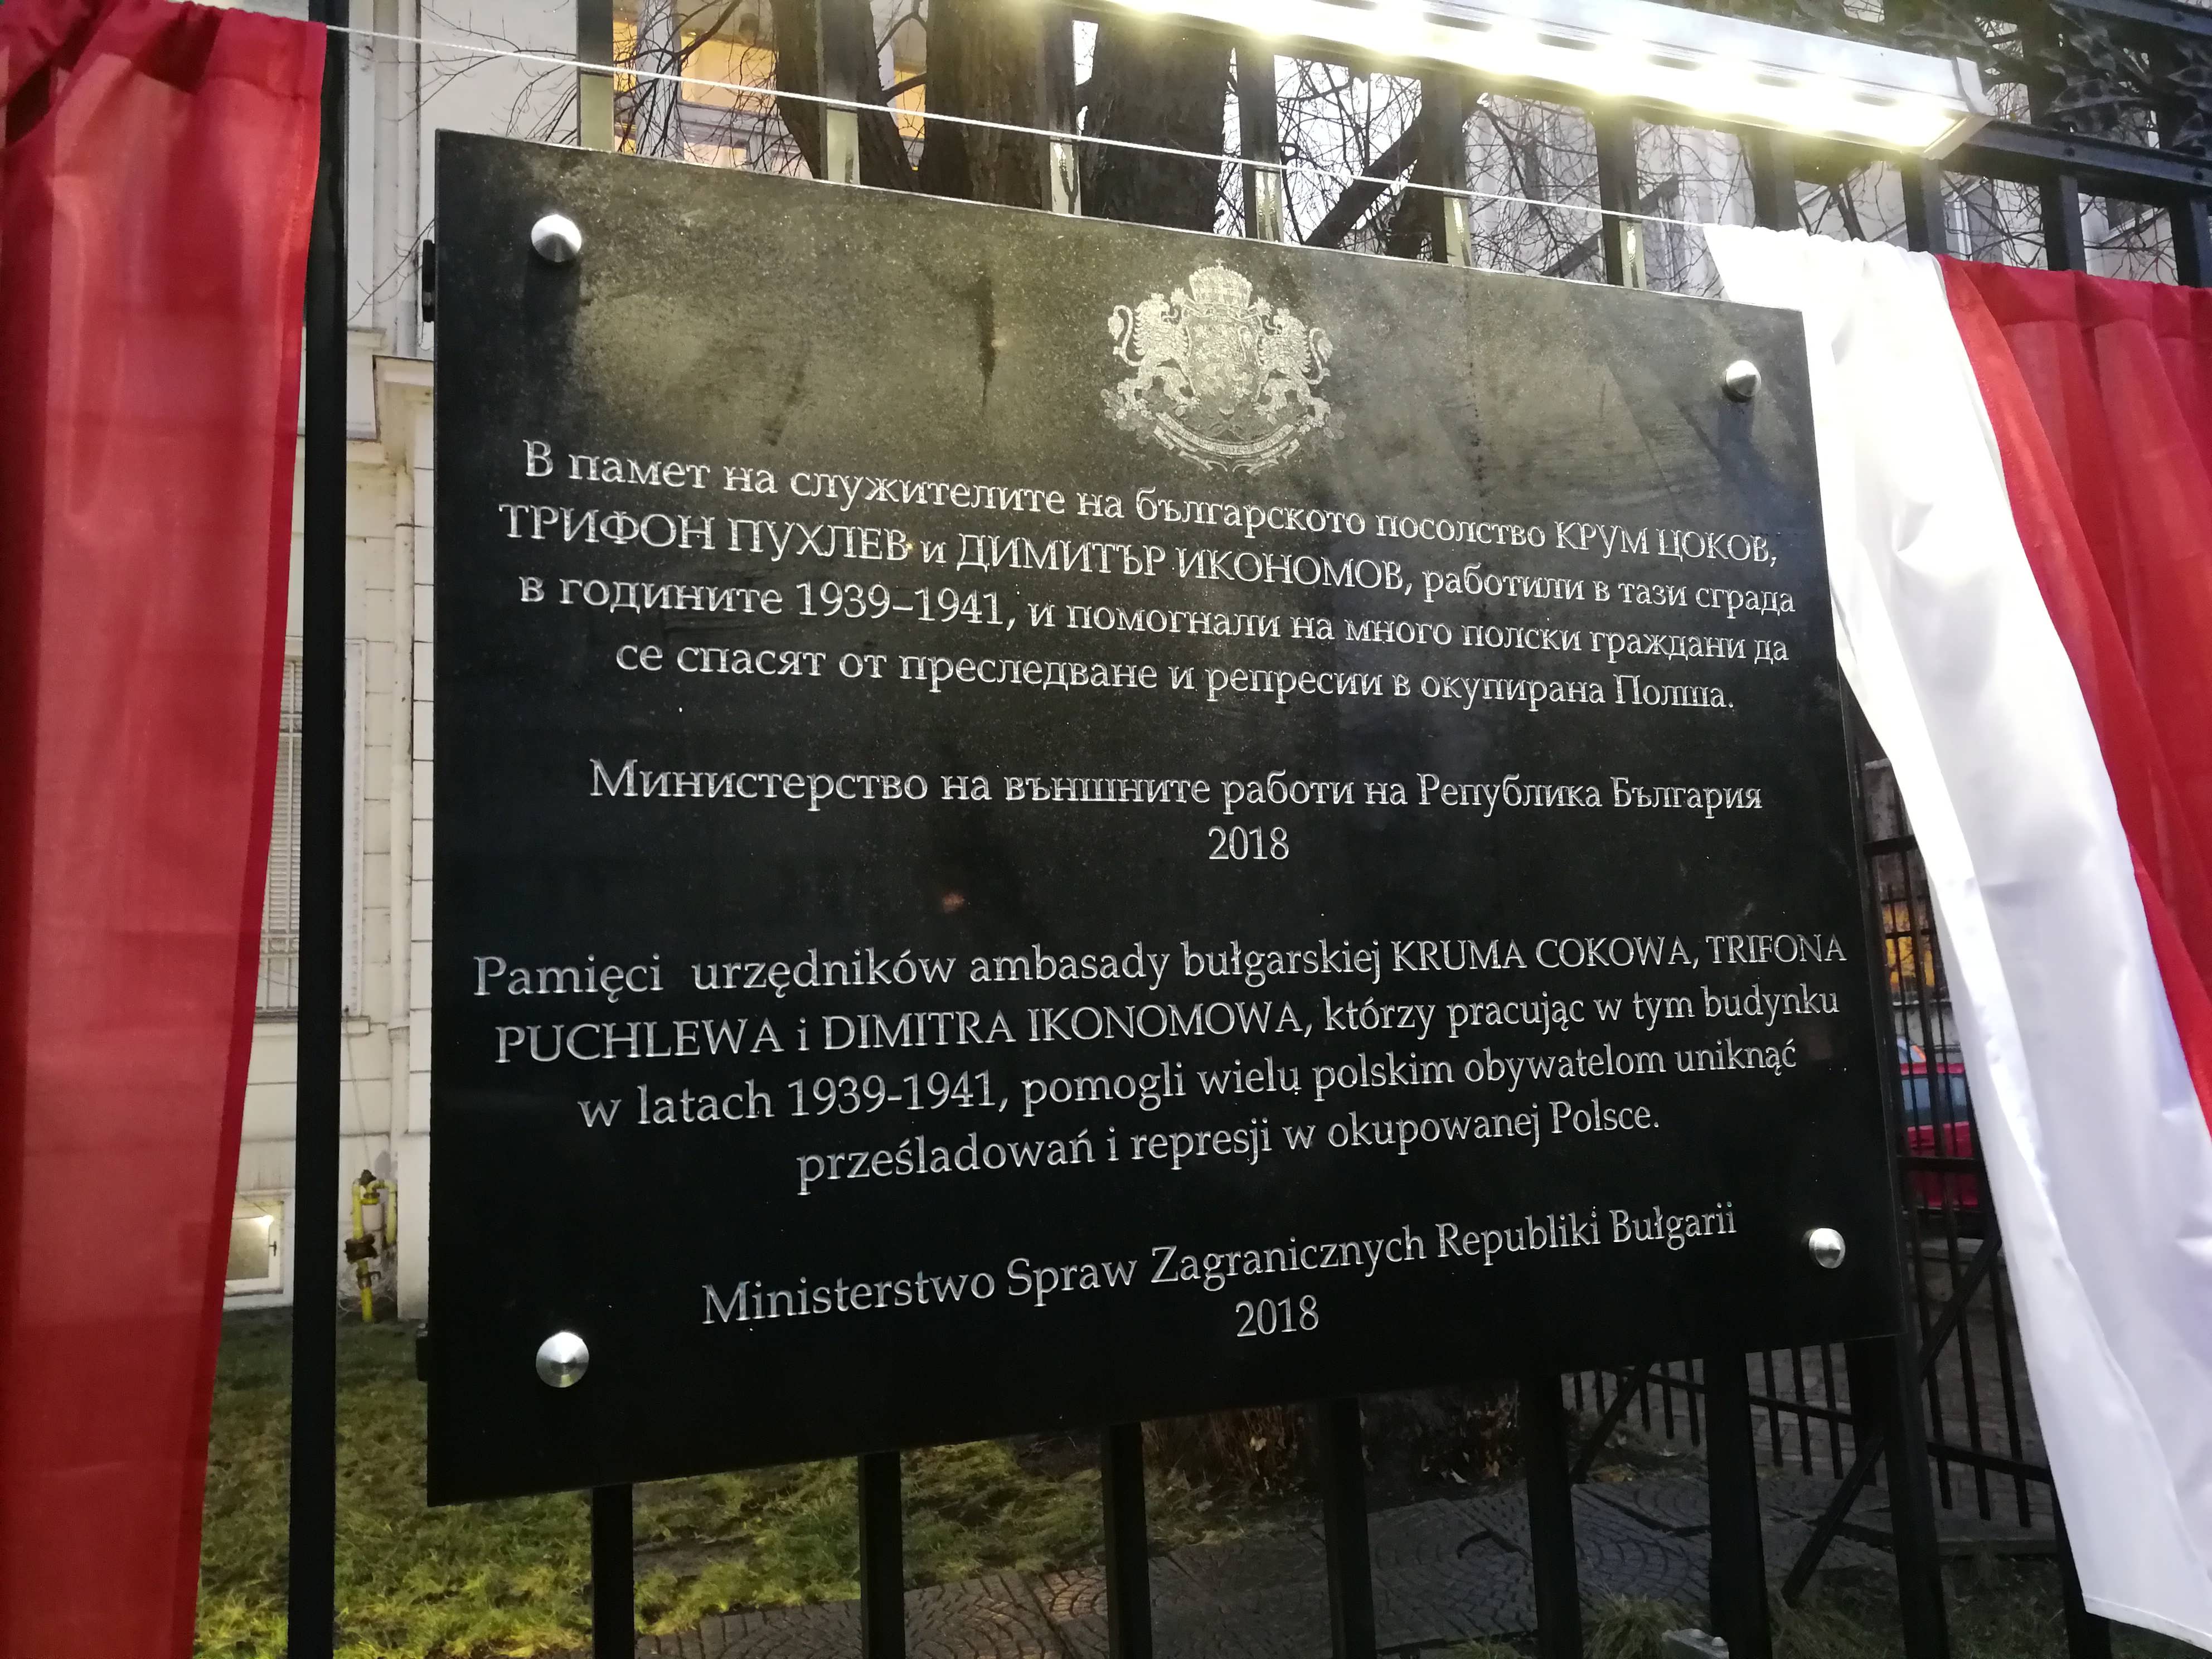 В памет на служителите на българското посолство КРУМ ЦОКОВ,
ТРИФОН ПУХЛЕВ и ДИМИТЪР ИКОНОМОВ, работили в тази сграда
в годините 1939–1941, и помогнали на много полски граждани да
се спасят от преследване и репресии в окупирана Полша.
Министерство на външните работи на Република България
2018
Pamięci urzędników ambasady bułgarskiej KRUMA COKOWA, TRIFONA
PUCHLEWA i DIMITRA IKONOMOWA, którzy pracując w tym budynku
w latach 1939-1941, pomogli wielu polskim obywatelom uniknąć
prześladowań i represji w okupowanej Polsce.
Ministerstwo Spraw Zagranicznych Republiki Bułgarii
2018